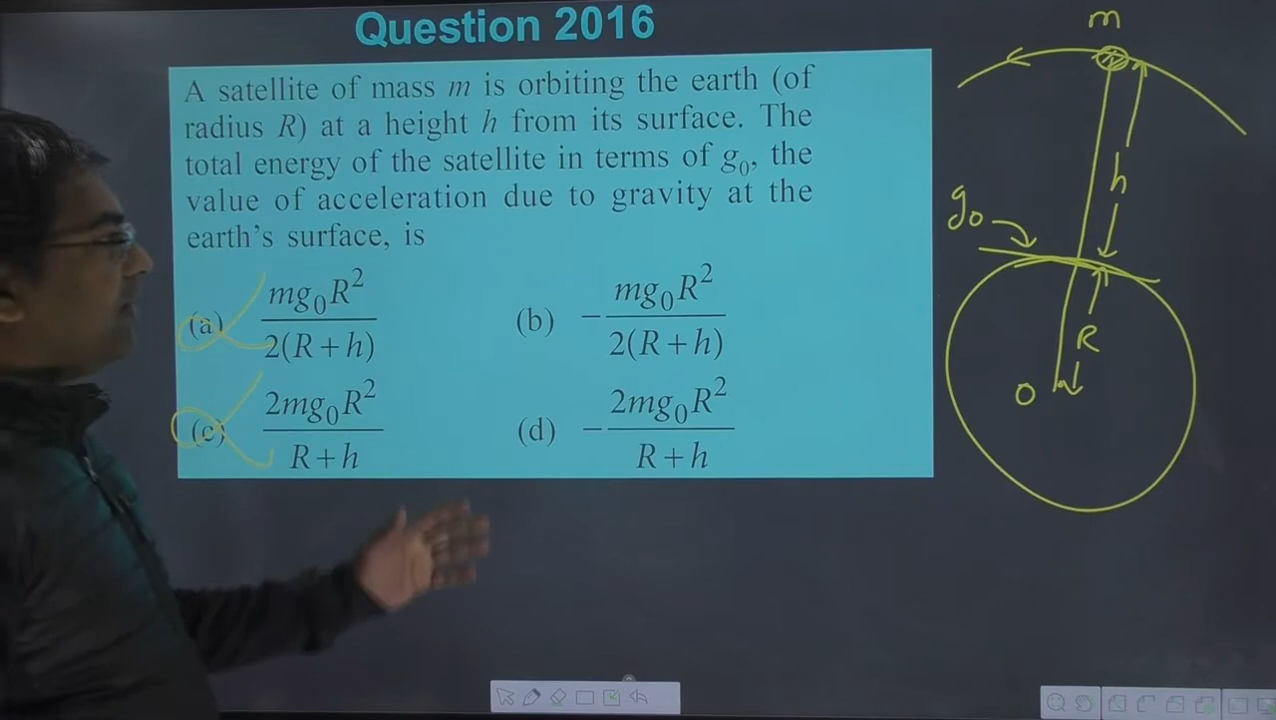 Question 2016
A satellite of mass m is orbiting the earth (of
radius R) at a height h from its surface. The
total energy of the satellite in terms of g₀, the
value of acceleration due to gravity at the
earth's surface, is
(a) mg₀R² / 2(R+h) (b) −mg₀R² / 2(R+h)
(c) 2mg₀R² / R+h (d) −2mg₀R² / R+h
m
h
g₀
R
O